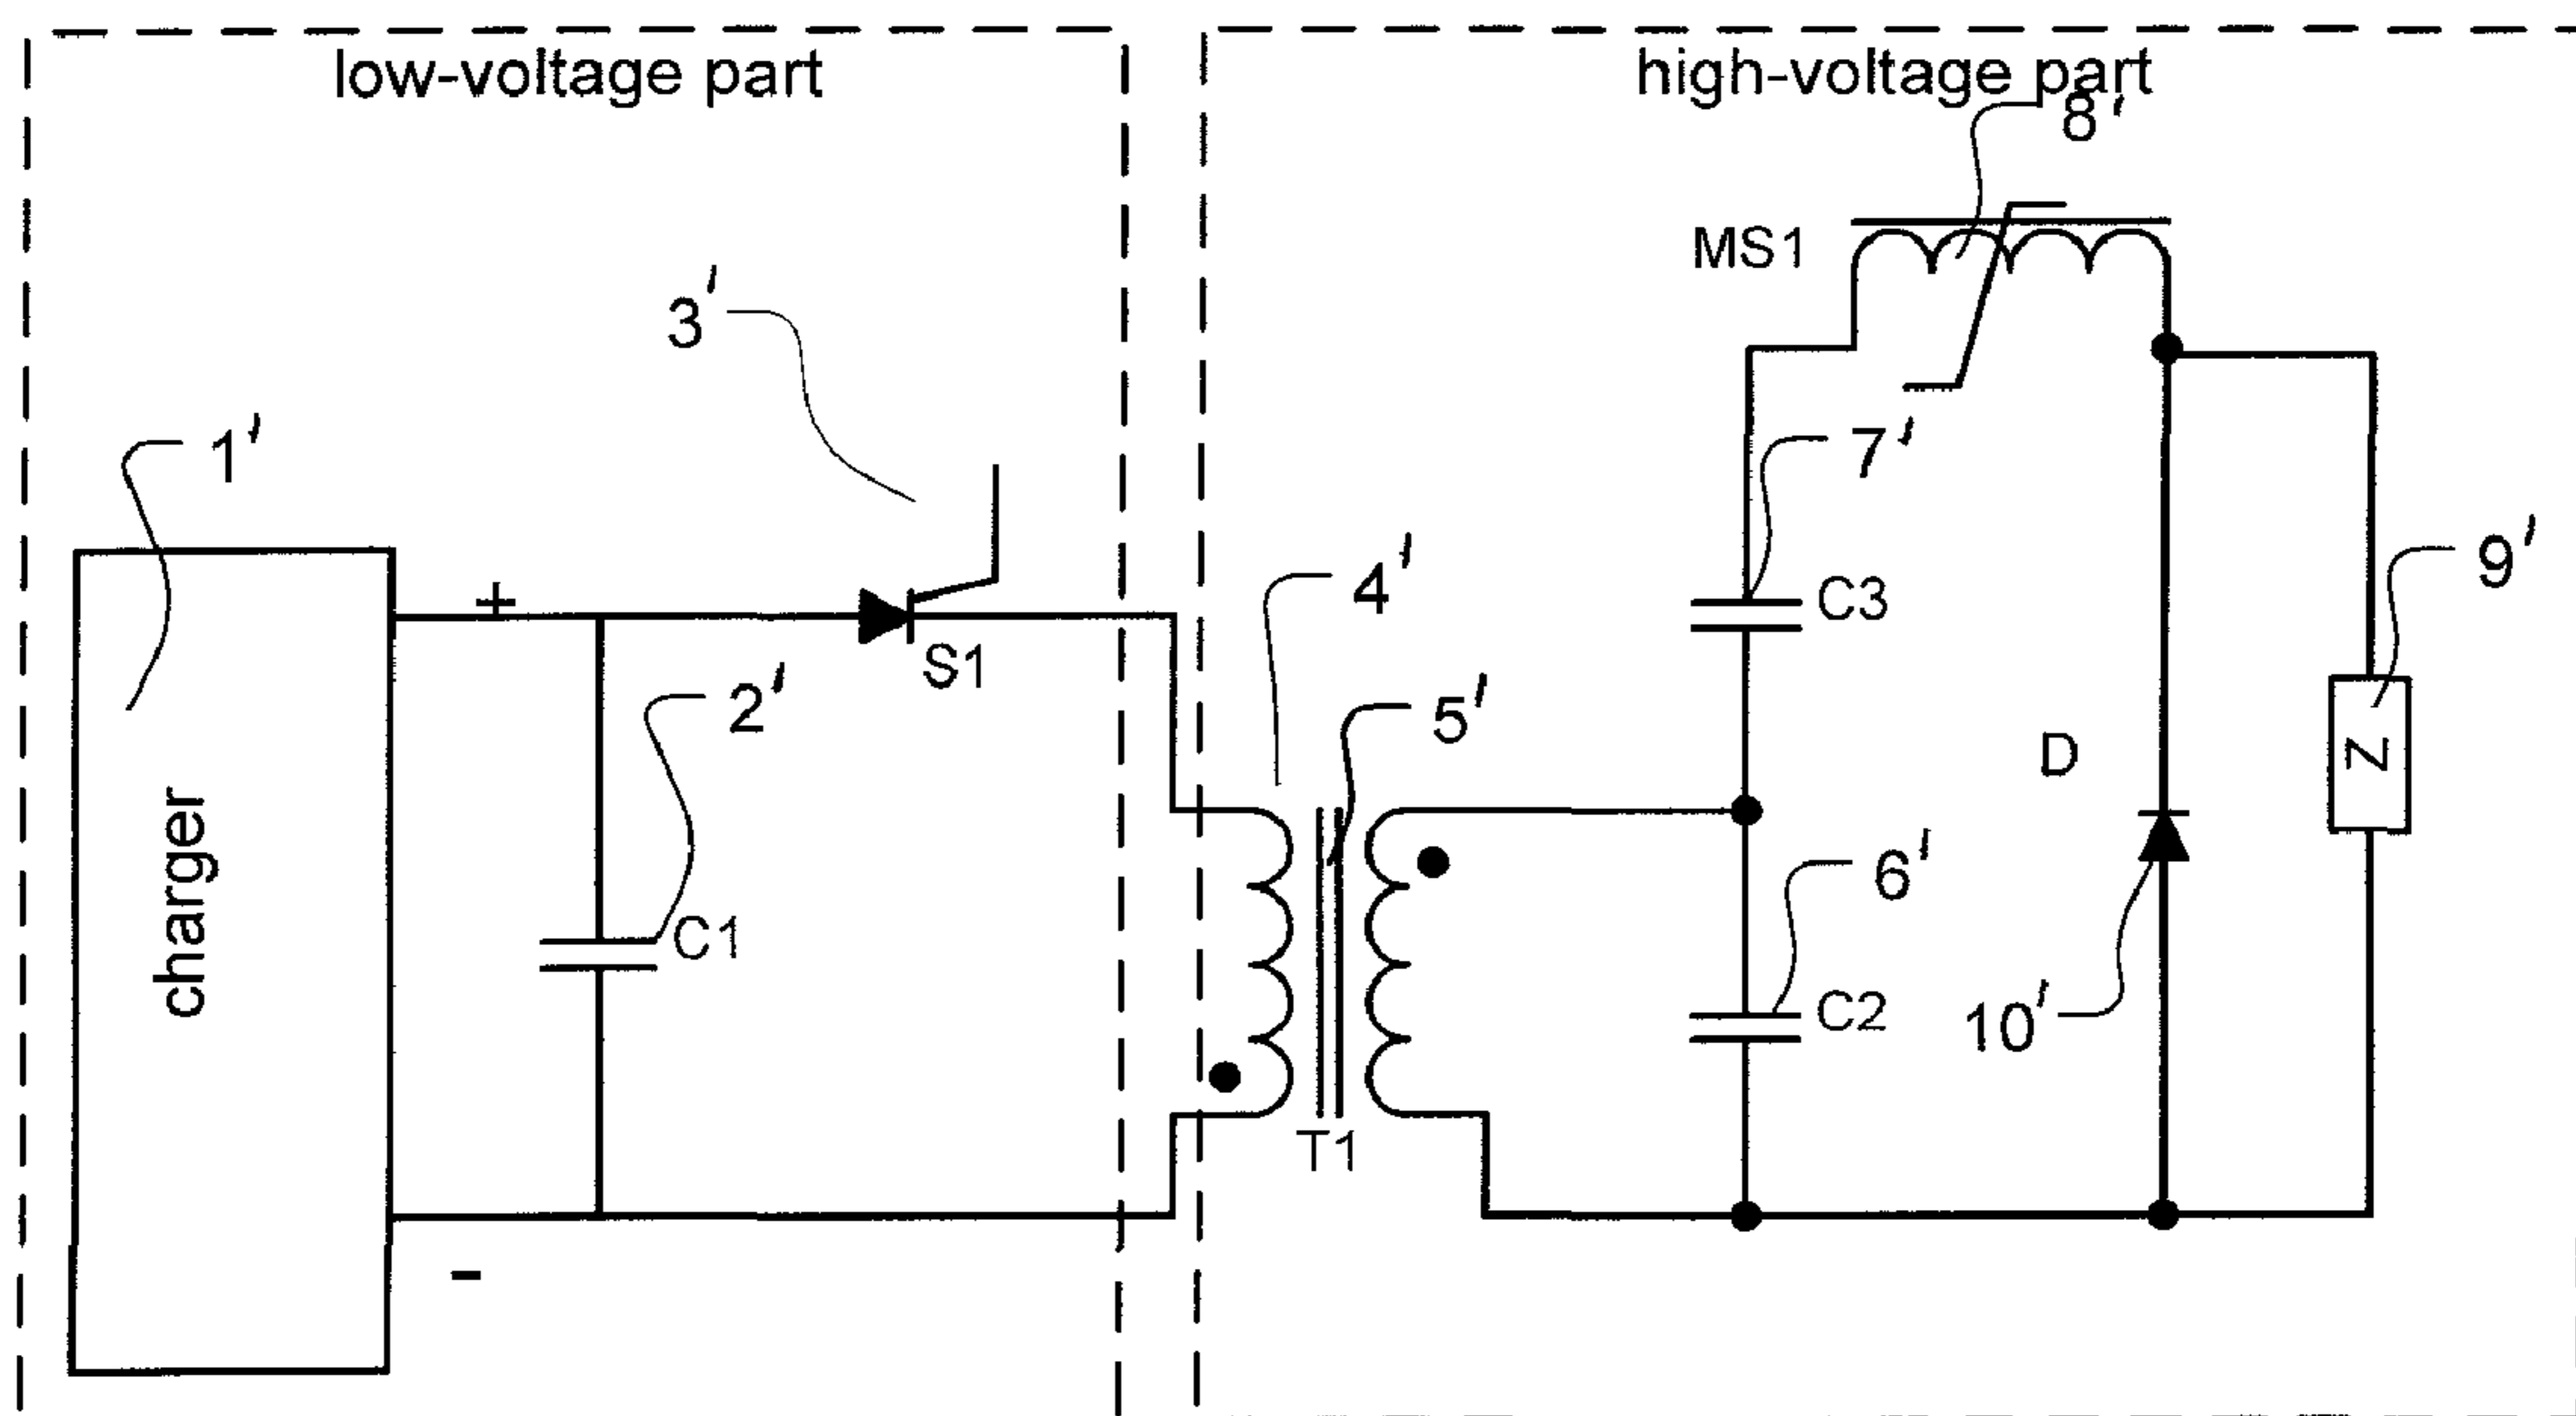 low-voltage part
high-voltage part
8'
MS1
3'
1'
7'
+
S1
4'
C3
9'
2'
5'
D
Z
charger
C1
6'
C2
10'
T1
-